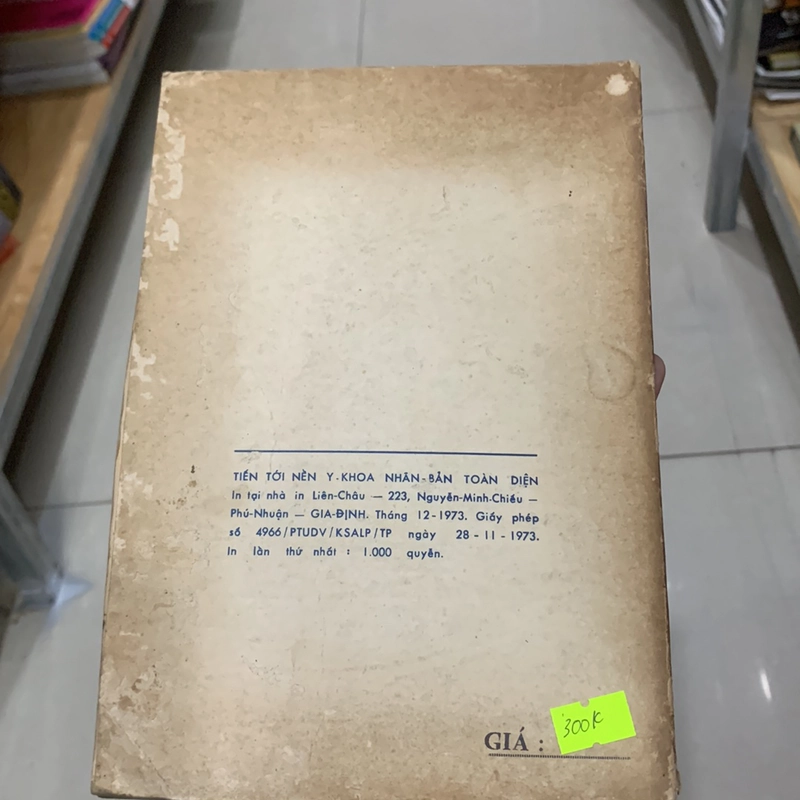 TIẾN TỚI NỀN Y-KHOA NHÂN-BẢN TOÀN DIỆN
In tại nhà in Liên-Châu — 223, Nguyễn-Minh-Chiếu —
Phú-Nhuận — GIA-ĐỊNH. Tháng 12-1973. Giấy phép
số 4966/PTUDV/KSALP/TP ngày 28-11-1973.
In lần thứ nhất : 1.000 quyển.
GIÁ : 300K